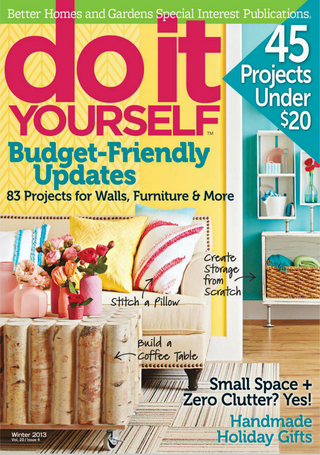 Better Homes and Gardens Special Interest Publications®
do it
YOURSELF™
45
Projects
Under
$20
Budget-Friendly
Updates
83 Projects for Walls, Furniture & More
Create
Storage
from
Scratch
Stitch a Pillow
Build a
Coffee Table
Small Space +
Zero Clutter? Yes!
Handmade
Holiday Gifts
Winter 2013
Vol. 20 / Issue 6